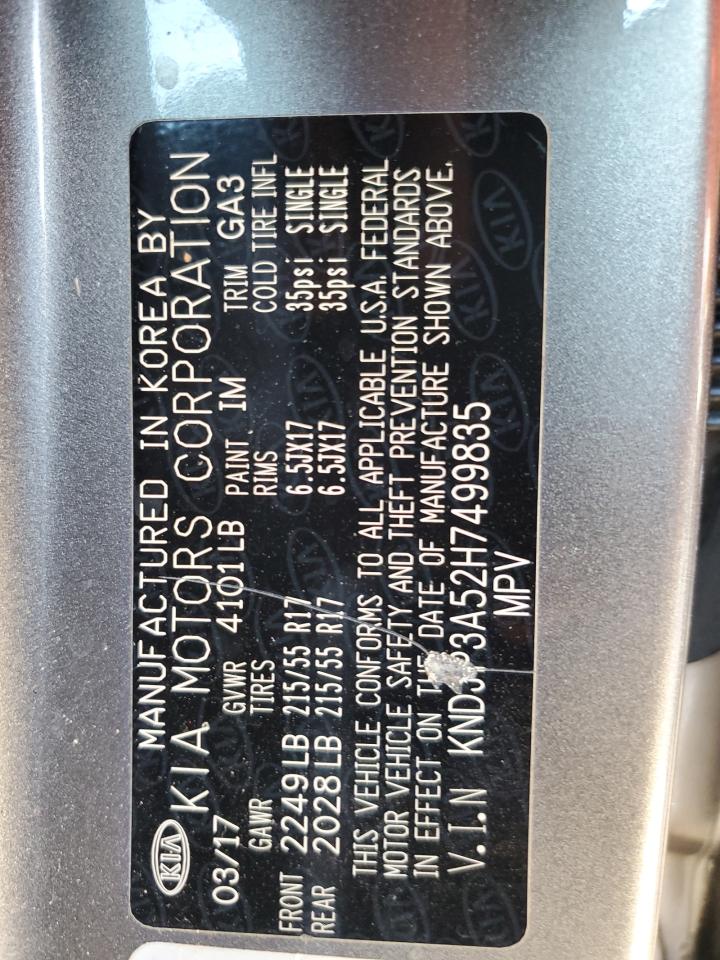 KIA
MANUFACTURED IN KOREA BY
KIA MOTORS CORPORATION
03/17 GVWR 4101LB PAINT IM TRIM GA3
GAWR TIRES RIMS COLD TIRE INFL
FRONT 2249LB 215/55 R17 6.5JX17 35psi SINGLE
REAR 2028LB 215/55 R17 6.5JX17 35psi SINGLE
THIS VEHICLE CONFORMS TO ALL APPLICABLE U.S.A. FEDERAL
MOTOR VEHICLE SAFETY AND THEFT PREVENTION STANDARDS
IN EFFECT ON THE DATE OF MANUFACTURE SHOWN ABOVE.
V.I.N
MPV